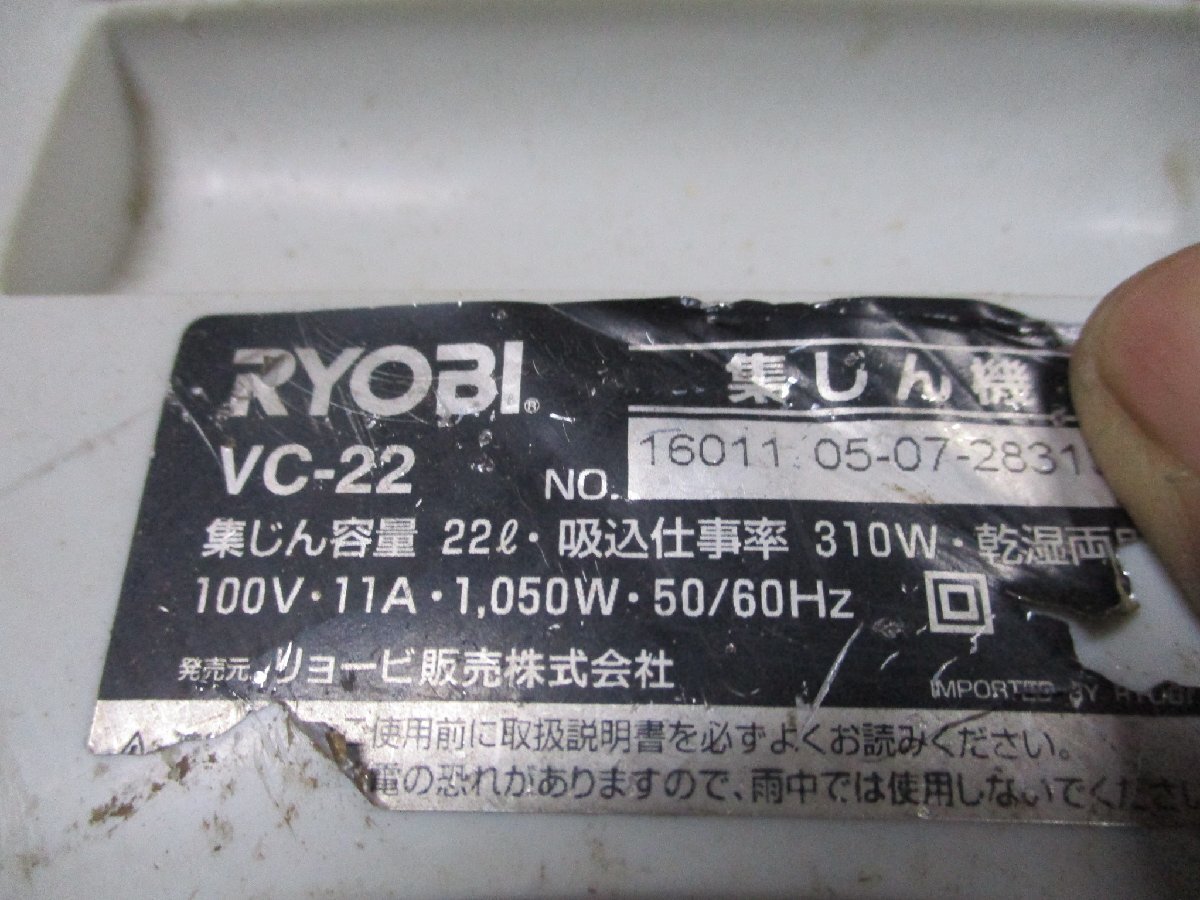 RYOBI®
集じん機
VC-22
NO. 16011 05-07-2831
集じん容量 22ℓ・吸込仕事率 310W・乾湿両
100V・11A・1,050W・50/60Hz
発売元 リョービ販売株式会社
IMPORTED BY RYOBI
使用前に取扱説明書を必ずよくお読みください。
電の恐れがありますので、雨中では使用しないでください